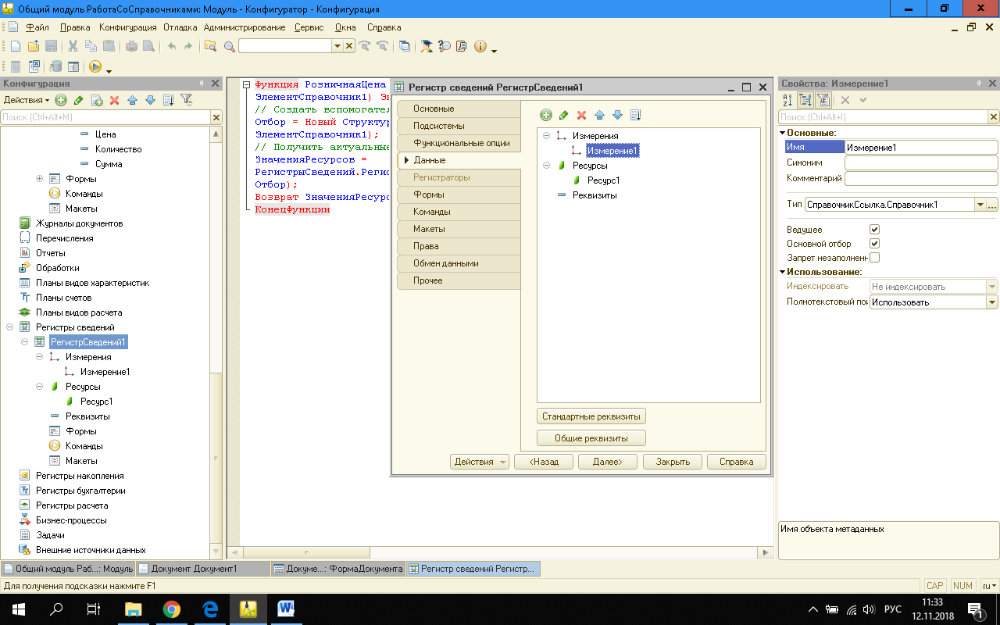 Общий модуль РаботаСоСправочниками: Модуль - Конфигуратор - Конфигурация
Файл Правка Конфигурация Отладка Администрирование Сервис Окна Справка
Конфигурация
Действия
Поиск (Ctrl+Alt+M)
Цена
Количество
Сумма
Формы
Команды
Макеты
Журналы документов
Перечисления
Отчеты
Обработки
Планы видов характеристик
Планы счетов
Планы видов расчета
Регистры сведений
РегистрСведений1
Измерения
Измерение1
Ресурсы
Ресурс1
Реквизиты
Формы
Команды
Макеты
Регистры накопления
Регистры бухгалтерии
Регистры расчета
Бизнес-процессы
Задачи
Внешние источники данных
Функция РозничнаяЦена
ЭлементСправочник1)
// Создать вспомогател
Отбор = Новый Структур
ЭлементСправочник1);
// Получить актуальные
ЗначенияРесурсов =
РегистрыСведений.Реги
Отбор);
Возврат ЗначенияРесур
КонецФункции
Регистр сведений РегистрСведений1
Основные
Подсистемы
Функциональные опции
Данные
Регистраторы
Формы
Команды
Макеты
Права
Обмен данными
Прочее
Измерения
Измерение1
Ресурсы
Ресурс1
Реквизиты
Стандартные реквизиты
Общие реквизиты
Действия <Назад Далее> Закрыть Справка
Свойства: Измерение1
Поиск (Ctrl+Alt+I)
Основные:
Имя Измерение1
Синоним
Комментарий
Тип СправочникСсылка.Справочник1 ...
Ведущее
Основной отбор
Запрет незаполнен
Использование:
Индексировать Не индексировать
Полнотекстовый пои Использовать
Имя объекта метаданных
Общий модуль Раб...: Модуль Документ Документ1 Докуме...: ФормаДокумента Регистр сведений Регистр...
Для получения подсказки нажмите F1 CAP NUM ru
РУС 11:33
12.11.2018 1